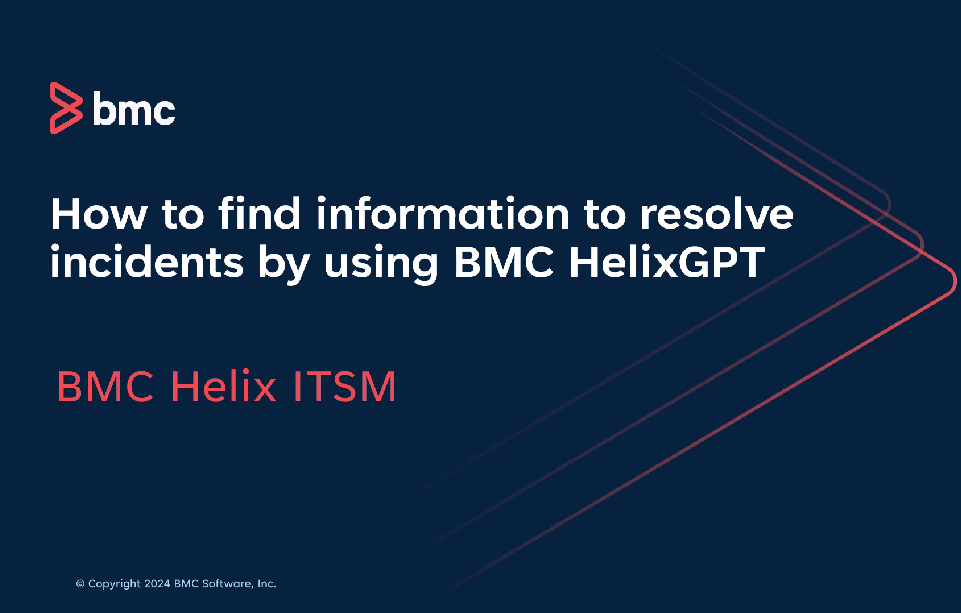 bmc
How to find information to resolve
incidents by using BMC HelixGPT
BMC Helix ITSM
© Copyright 2024 BMC Software, Inc.